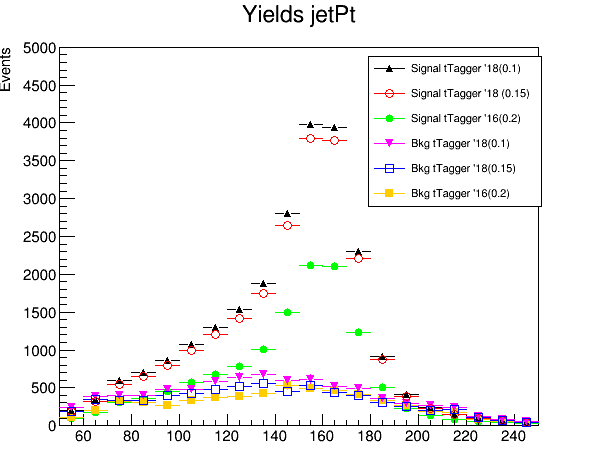 Yields jetPt
Events
5000
4500
4000
3500
3000
2500
2000
1500
1000
500
0
60 80 100 120 140 160 180 200 220 240
Signal tTagger '18(0.1)
Signal tTagger '18 (0.15)
Signal tTagger '16(0.2)
Bkg tTagger '18(0.1)
Bkg tTagger '18(0.15)
Bkg tTagger '16(0.2)